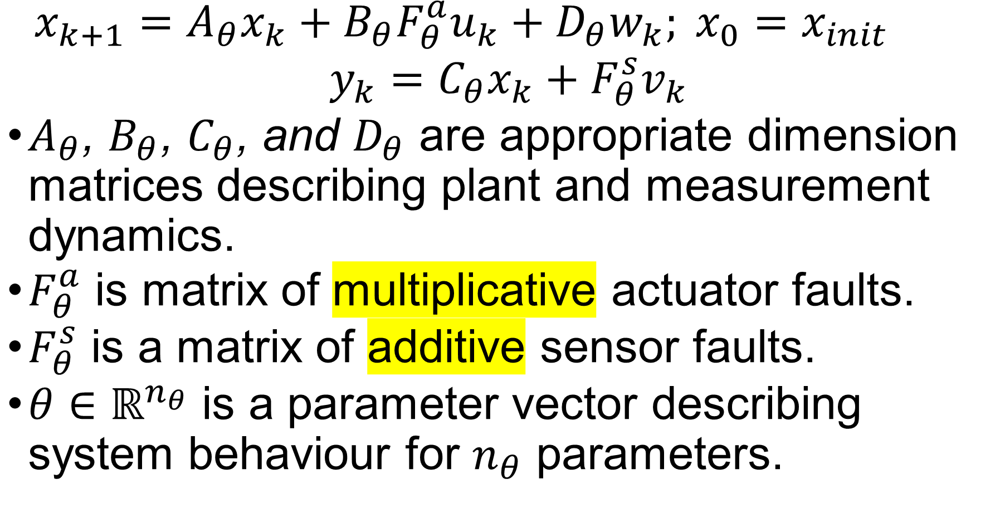 $x_{k+1} = A_\theta x_k + B_\theta F_\theta^a u_k + D_\theta w_k;\ x_0 = x_{init}$
$y_k = C_\theta x_k + F_\theta^s v_k$
• $A_\theta$, $B_\theta$, $C_\theta$, and $D_\theta$ are appropriate dimension
matrices describing plant and measurement
dynamics.
• $F_\theta^a$ is matrix of multiplicative actuator faults.
• $F_\theta^s$ is a matrix of additive sensor faults.
• $\theta \in \mathbb{R}^{n_\theta}$ is a parameter vector describing
system behaviour for $n_\theta$ parameters.